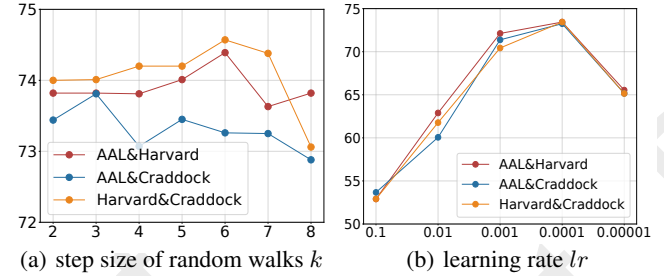 75
74
73
72
2 3 4 5 6 7 8
AAL&Harvard
AAL&Craddock
Harvard&Craddock
(a) step size of random walks k
75
70
65
60
55
50
0.1 0.01 0.001 0.0001 0.00001
AAL&Harvard
AAL&Craddock
Harvard&Craddock
(b) learning rate lr